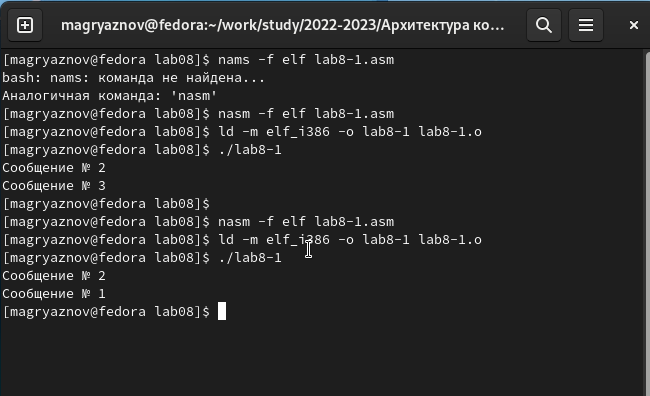 magryaznov@fedora:~/work/study/2022-2023/Архитектура ко...
[magryaznov@fedora lab08]$ nams -f elf lab8-1.asm
bash: nams: команда не найдена...
Аналогичная команда: 'nasm'
[magryaznov@fedora lab08]$ nasm -f elf lab8-1.asm
[magryaznov@fedora lab08]$ ld -m elf_i386 -o lab8-1 lab8-1.o
[magryaznov@fedora lab08]$ ./lab8-1
Сообщение № 2
Сообщение № 3
[magryaznov@fedora lab08]$
[magryaznov@fedora lab08]$ nasm -f elf lab8-1.asm
[magryaznov@fedora lab08]$ ld -m elf_i386 -o lab8-1 lab8-1.o
[magryaznov@fedora lab08]$ ./lab8-1
Сообщение № 2
Сообщение № 1
[magryaznov@fedora lab08]$